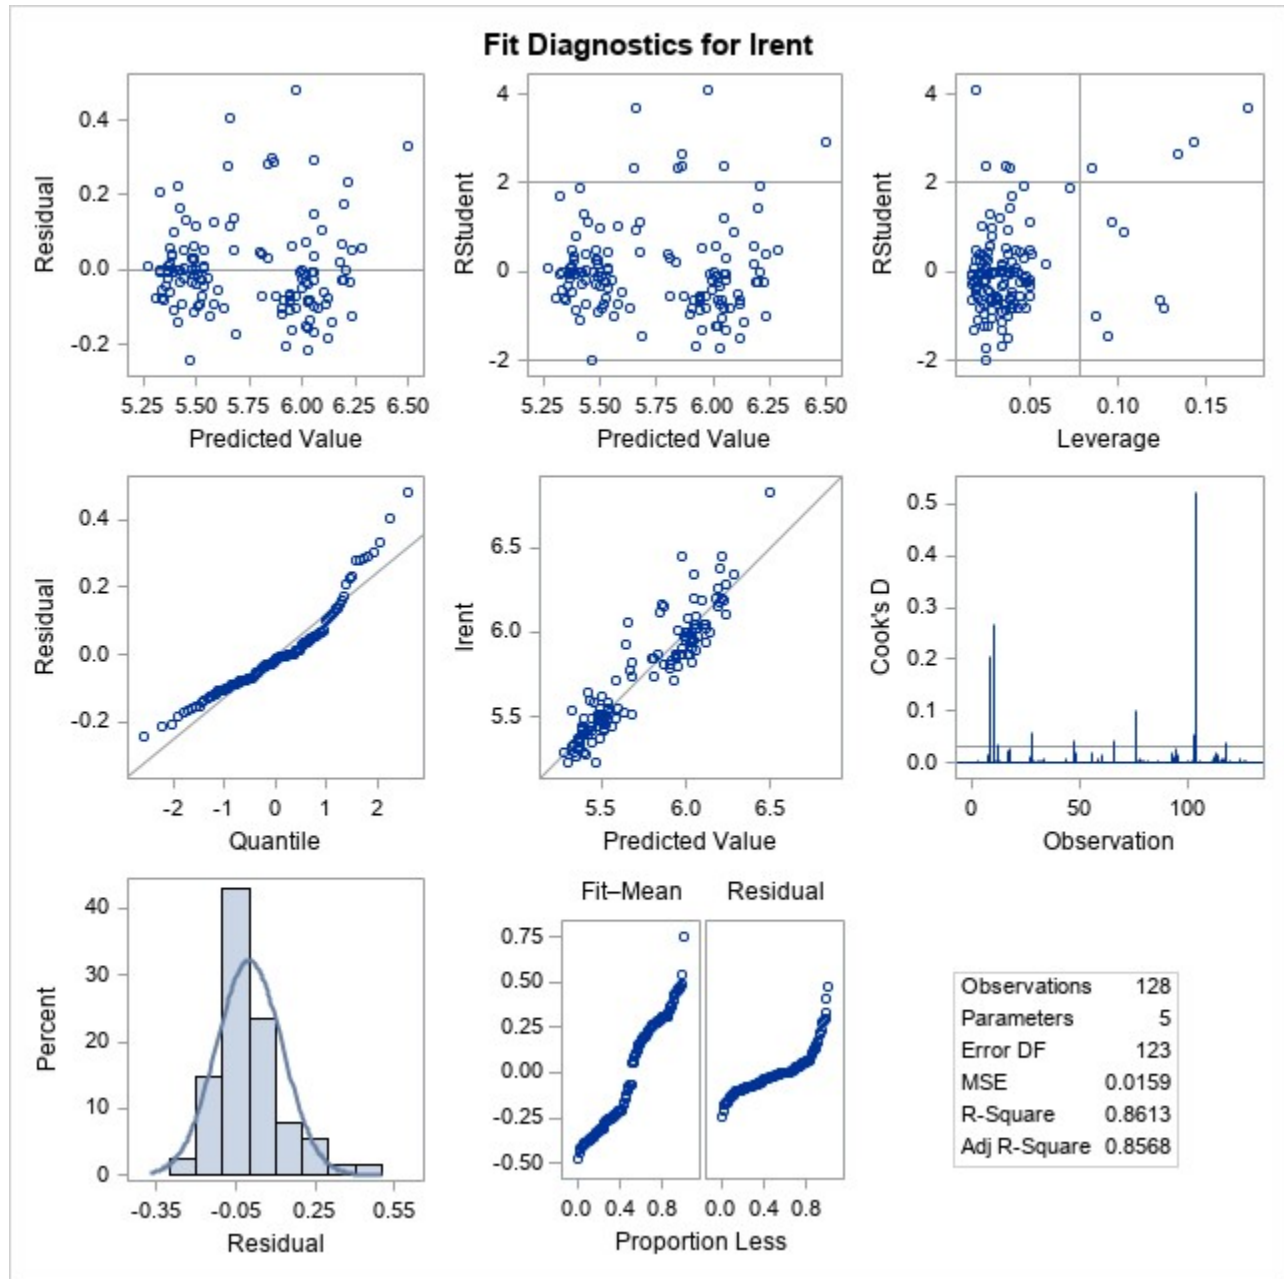 Fit Diagnostics for lrent
0.4
0.2
0.0
-0.2
Residual
5.25 5.50 5.75 6.00 6.25 6.50
Predicted Value
4
2
0
-2
RStudent
5.25 5.50 5.75 6.00 6.25 6.50
Predicted Value
4
2
0
-2
RStudent
0.05 0.10 0.15
Leverage
0.4
0.2
0.0
-0.2
Residual
-2 -1 0 1 2
Quantile
6.5
6.0
5.5
lrent
5.5 6.0 6.5
Predicted Value
0.5
0.4
0.3
0.2
0.1
0.0
Cook's D
0 50 100
Observation
40
30
20
10
0
Percent
-0.35 -0.05 0.25 0.55
Residual
Fit–Mean Residual
0.75
0.50
0.25
0.00
-0.25
-0.50
0.0 0.4 0.8 0.0 0.4 0.8
Proportion Less
Observations 128
Parameters 5
Error DF 123
MSE 0.0159
R-Square 0.8613
Adj R-Square 0.8568